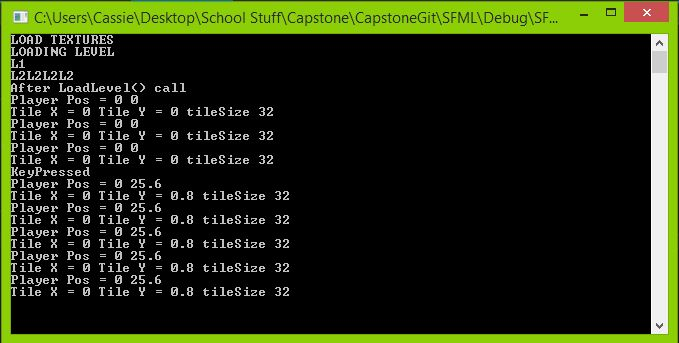 C:\Users\Cassie\Desktop\School Stuff\Capstone\CapstoneGit\SFML\Debug\SF...
LOAD TEXTURES
LOADING LEVEL
L1
L2L2L2L2
After LoadLevel() call
Player Pos = 0 0
Tile X = 0 Tile Y = 0 tileSize 32
Player Pos = 0 0
Tile X = 0 Tile Y = 0 tileSize 32
Player Pos = 0 0
Tile X = 0 Tile Y = 0 tileSize 32
KeyPressed
Player Pos = 0 25.6
Tile X = 0 Tile Y = 0.8 tileSize 32
Player Pos = 0 25.6
Tile X = 0 Tile Y = 0.8 tileSize 32
Player Pos = 0 25.6
Tile X = 0 Tile Y = 0.8 tileSize 32
Player Pos = 0 25.6
Tile X = 0 Tile Y = 0.8 tileSize 32
Player Pos = 0 25.6
Tile X = 0 Tile Y = 0.8 tileSize 32